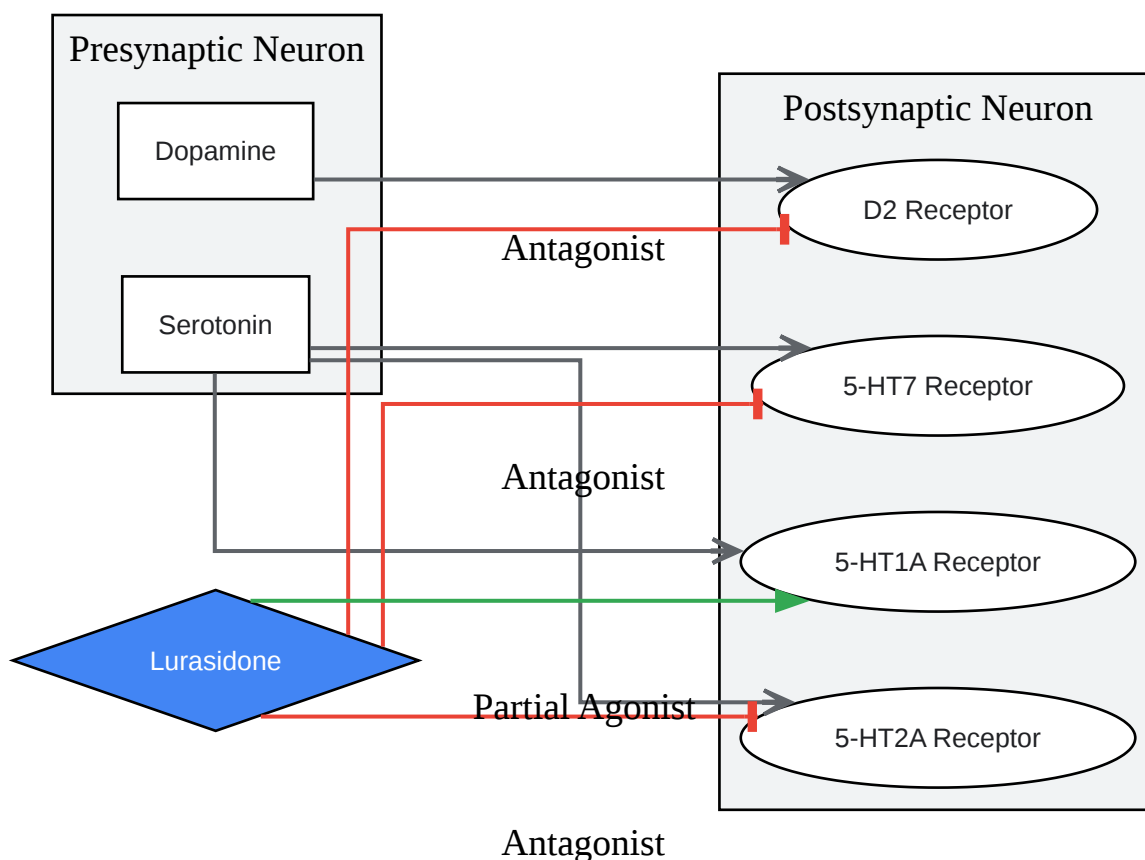 Presynaptic Neuron
Postsynaptic Neuron
Dopamine
D2 Receptor
Antagonist
Serotonin
5-HT7 Receptor
Antagonist
5-HT1A Receptor
Lurasidone
Partial Agonist
5-HT2A Receptor
Antagonist